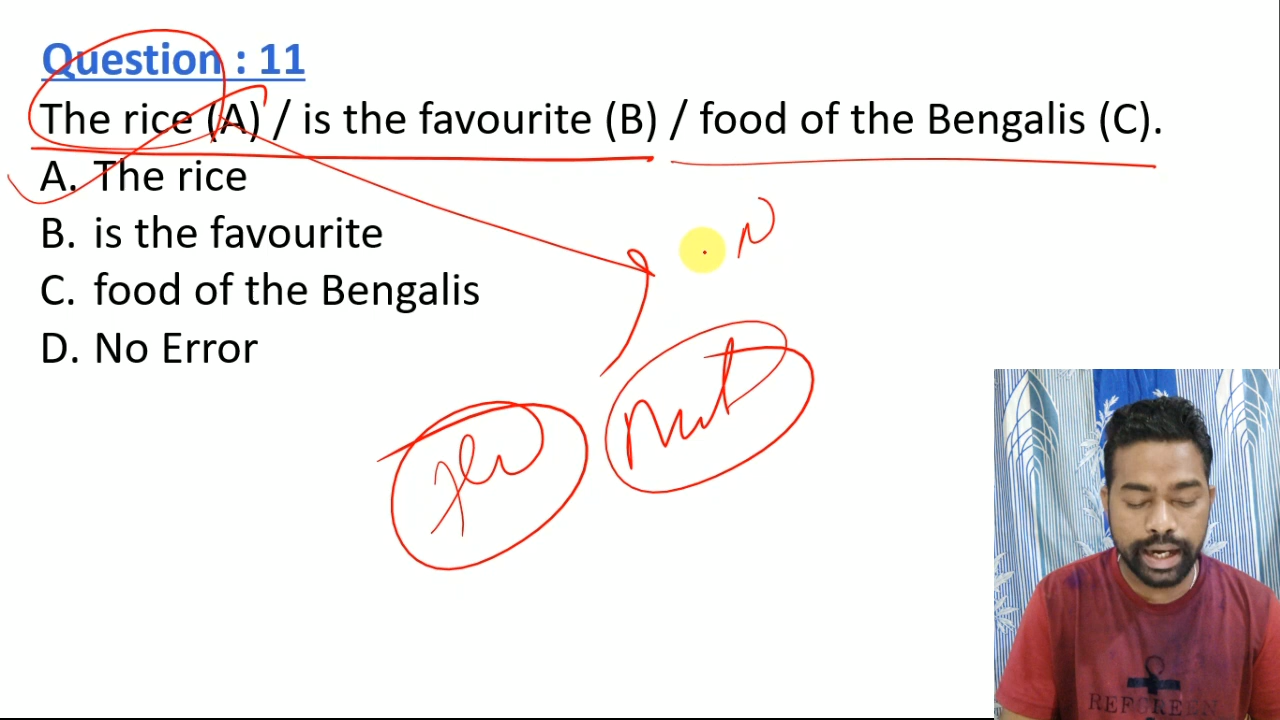 Question : 11
The rice (A) / is the favourite (B) / food of the Bengalis (C).
A. The rice
B. is the favourite
C. food of the Bengalis
D. No Error
N
REFGREEN